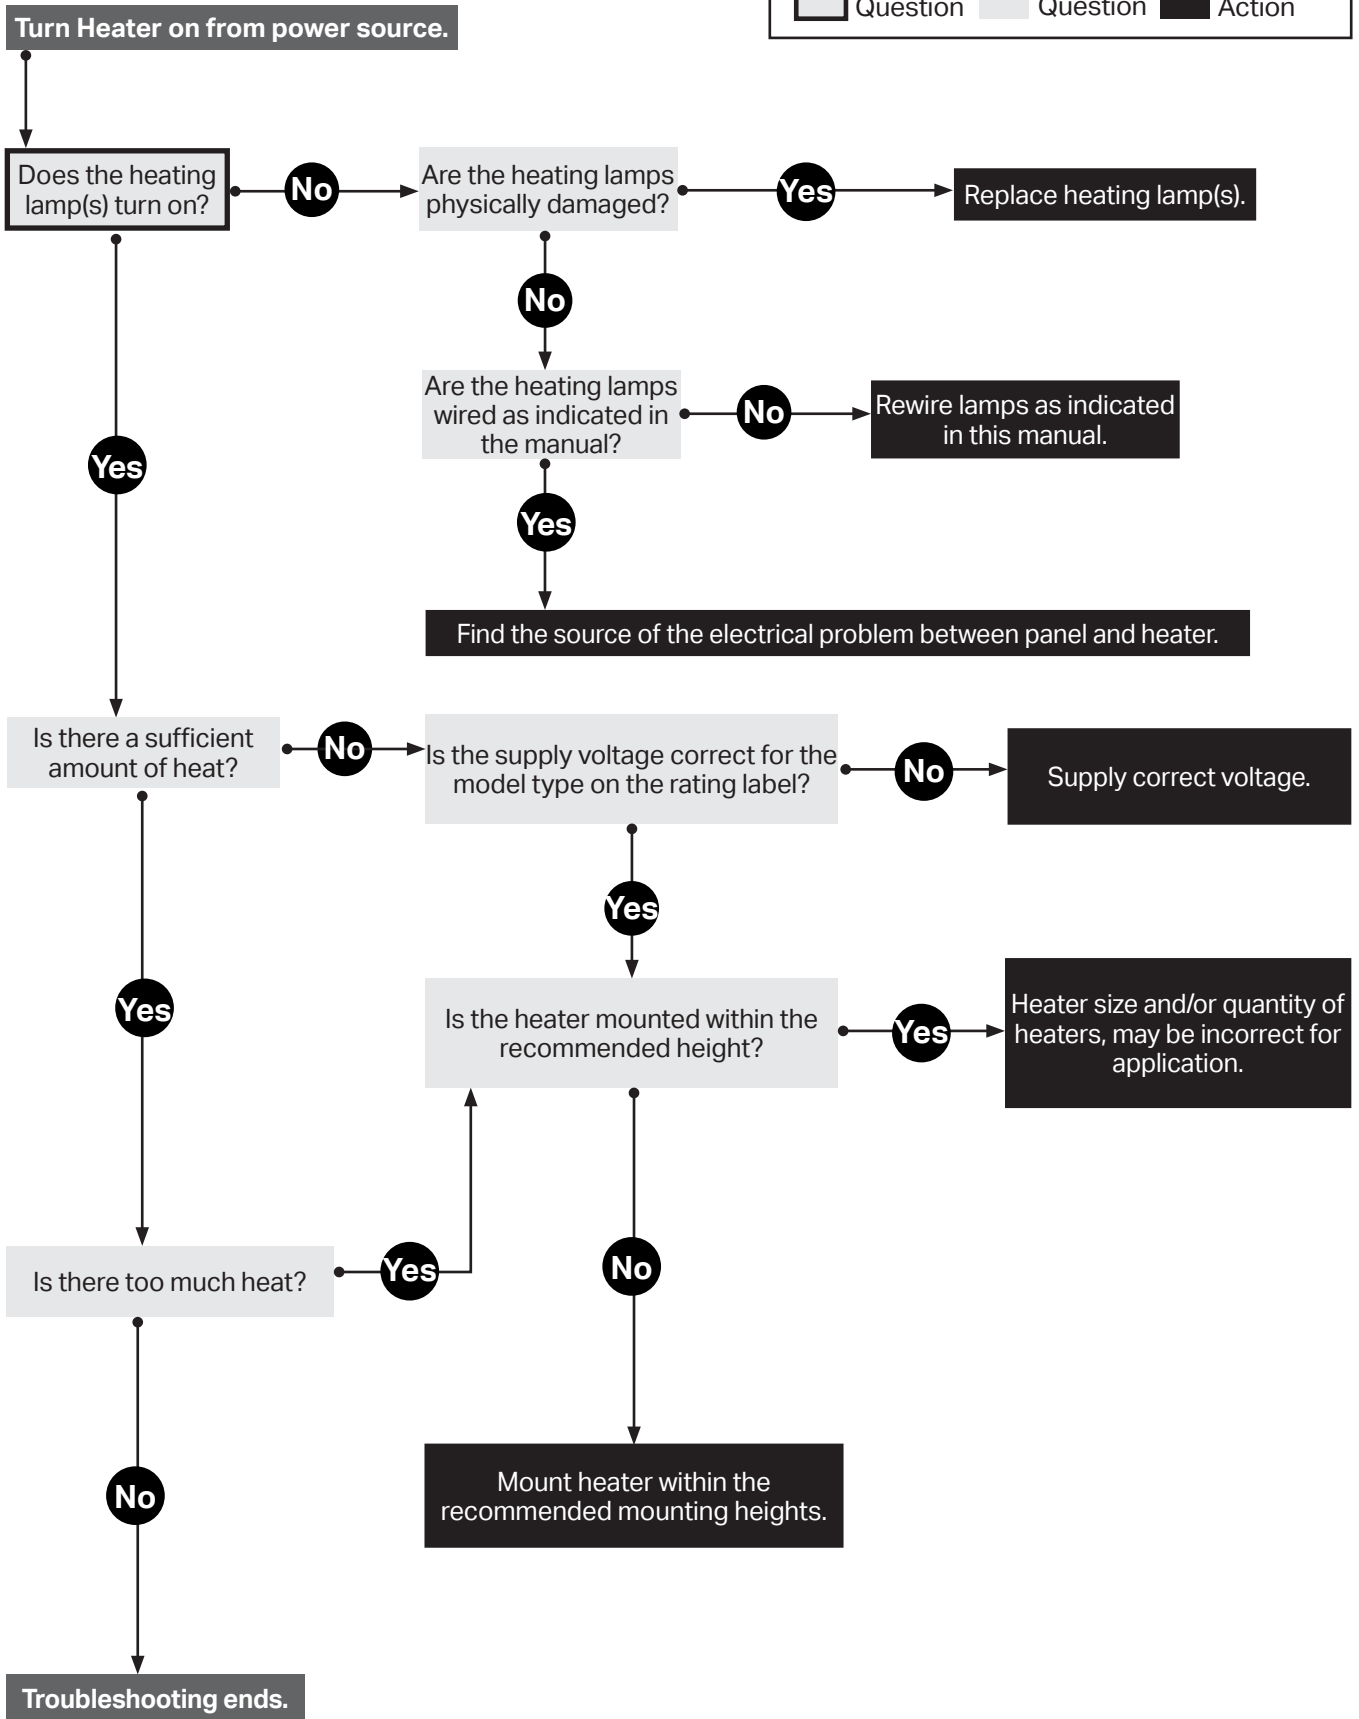 Question Question Action
Turn Heater on from power source.
Does the heating
lamp(s) turn on?
No
Are the heating lamps
physically damaged?
Yes
Replace heating lamp(s).
No
Are the heating lamps
wired as indicated in
the manual?
No
Rewire lamps as indicated
in this manual.
Yes
Yes
Find the source of the electrical problem between panel and heater.
Is there a sufficient
amount of heat?
No
Is the supply voltage correct for the
model type on the rating label?
No
Supply correct voltage.
Yes
Yes
Is the heater mounted within the
recommended height?
Yes
Heater size and/or quantity of
heaters, may be incorrect for
application.
Is there too much heat?
Yes
No
No
Mount heater within the
recommended mounting heights.
Troubleshooting ends.